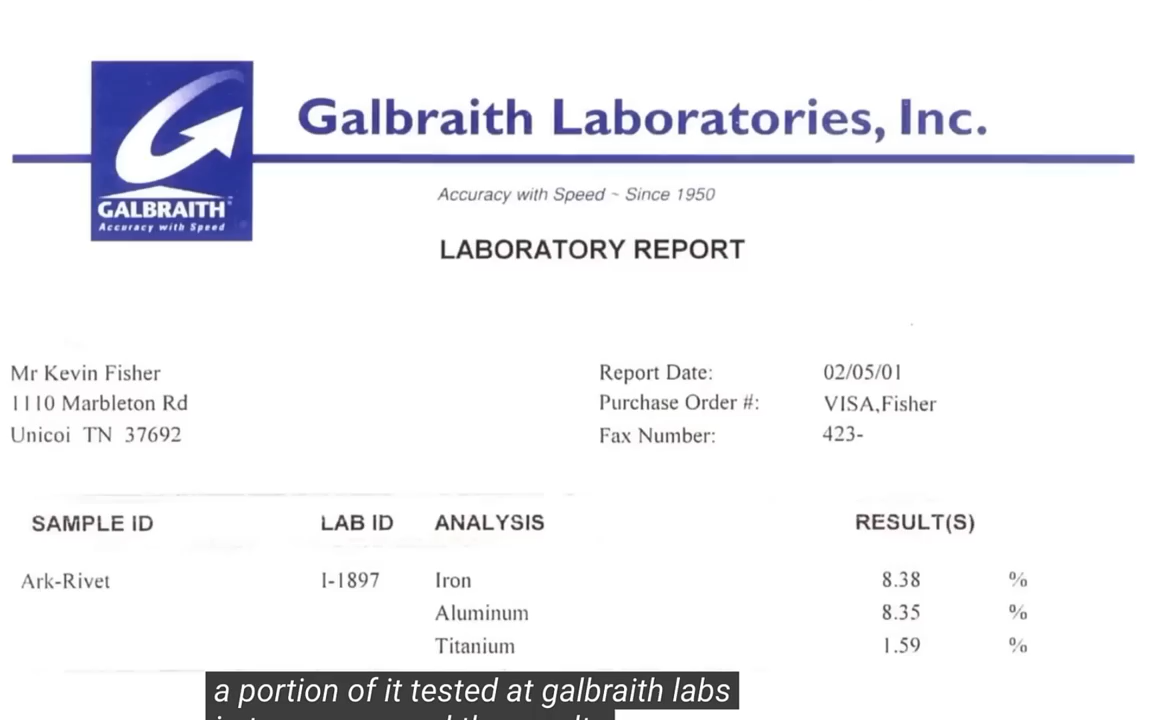 Galbraith Laboratories, Inc.
GALBRAITH
Accuracy with Speed
Accuracy with Speed ~ Since 1950
LABORATORY REPORT
Mr Kevin Fisher
1110 Marbleton Rd
Unicoi TN 37692
Report Date: 02/05/01
Purchase Order #: VISA,Fisher
Fax Number: 423-
SAMPLE ID LAB ID ANALYSIS RESULT(S)
Ark-Rivet I-1897 Iron 8.38 %
Aluminum 8.35 %
Titanium 1.59 %
a portion of it tested at galbraith labs